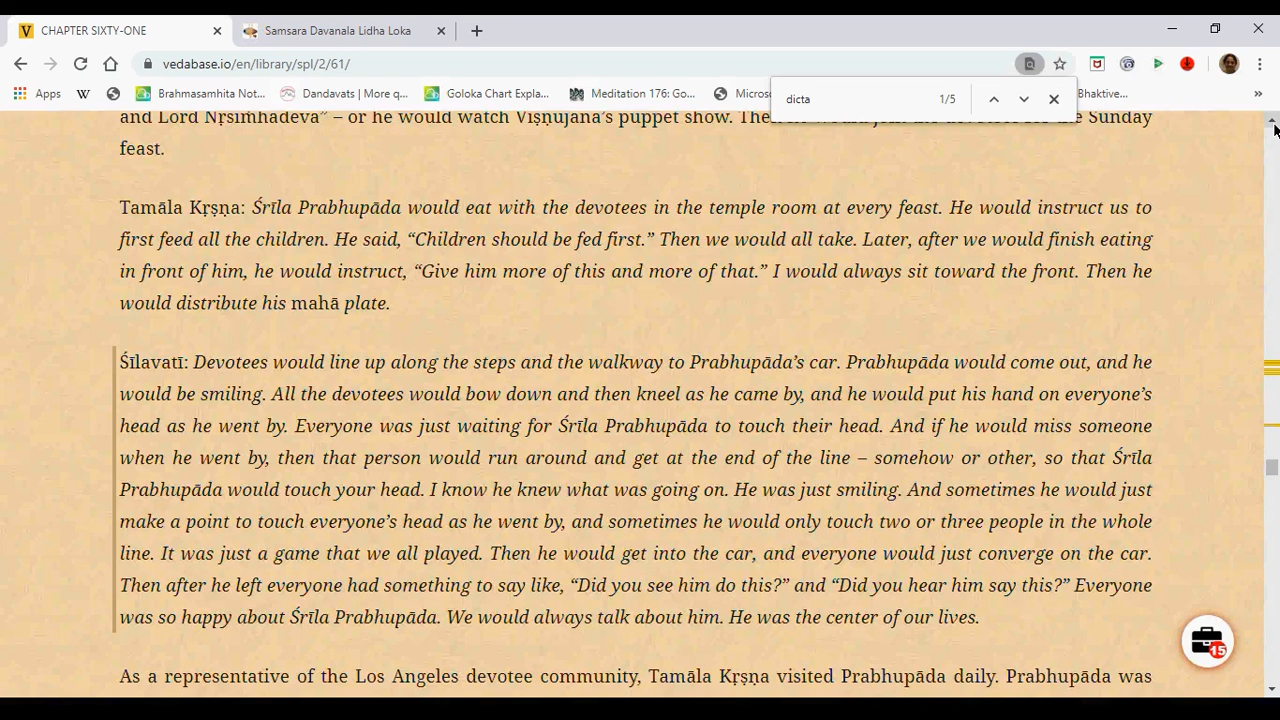 CHAPTER SIXTY-ONE
Samsara Davanala Lidha Loka
vedabase.io/en/library/spl/2/61/
Apps Brahmasamhita Not... Dandavats | More q... Goloka Chart Expla... Meditation 176: Go... Bhaktive... »
dicta 1/5
and Lord Nṛsiṁhadeva” – or he would watch Viṣṇujana’s puppet show. Sunday
feast.
Tamāla Kṛṣṇa: Śrīla Prabhupāda would eat with the devotees in the temple room at every feast. He would instruct us to
first feed all the children. He said, “Children should be fed first.” Then we would all take. Later, after we would finish eating
in front of him, he would instruct, “Give him more of this and more of that.” I would always sit toward the front. Then he
would distribute his mahā plate.
Śīlavatī: Devotees would line up along the steps and the walkway to Prabhupāda’s car. Prabhupāda would come out, and he
would be smiling. All the devotees would bow down and then kneel as he came by, and he would put his hand on everyone’s
head as he went by. Everyone was just waiting for Śrīla Prabhupāda to touch their head. And if he would miss someone
when he went by, then that person would run around and get at the end of the line – somehow or other, so that Śrīla
Prabhupāda would touch your head. I know he knew what was going on. He was just smiling. And sometimes he would just
make a point to touch everyone’s head as he went by, and sometimes he would only touch two or three people in the whole
line. It was just a game that we all played. Then he would get into the car, and everyone would just converge on the car.
Then after he left everyone had something to say like, “Did you see him do this?” and “Did you hear him say this?” Everyone
was so happy about Śrīla Prabhupāda. We would always talk about him. He was the center of our lives.
15
As a representative of the Los Angeles devotee community, Tamāla Kṛṣṇa visited Prabhupāda daily. Prabhupāda was